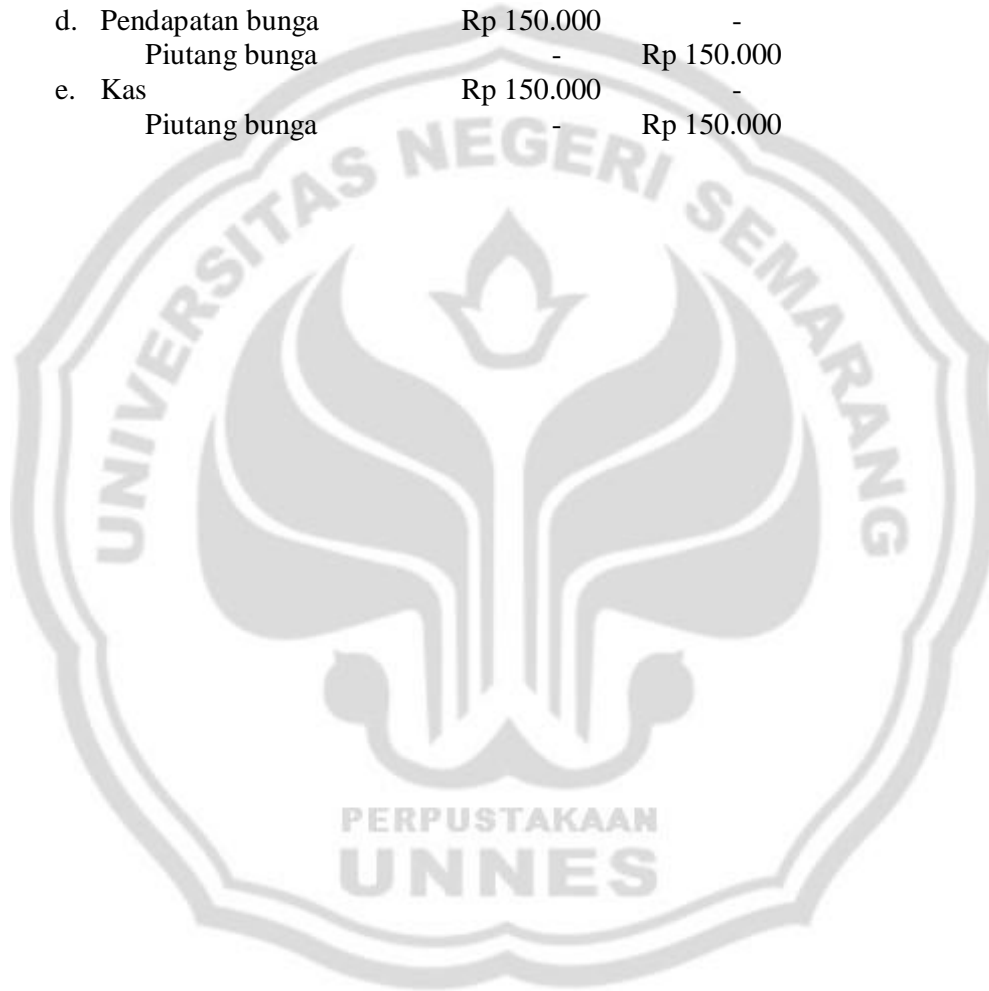 d. Pendapatan bunga Rp 150.000 -
Piutang bunga - Rp 150.000
e. Kas Rp 150.000 -
Piutang bunga - Rp 150.000
UNIVERSITAS NEGERI SEMARANG
PERPUSTAKAAN
UNNES